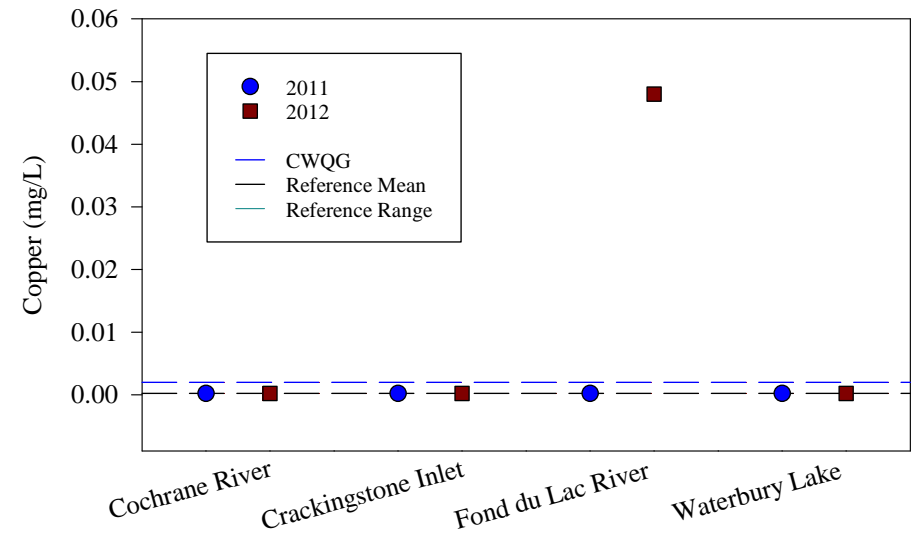 0.06
0.05
0.04
0.03
0.02
0.01
0.00
Copper (mg/L)
2011
2012
CWQG
Reference Mean
Reference Range
Cochrane River
Crackingstone Inlet
Fond du Lac River
Waterbury Lake